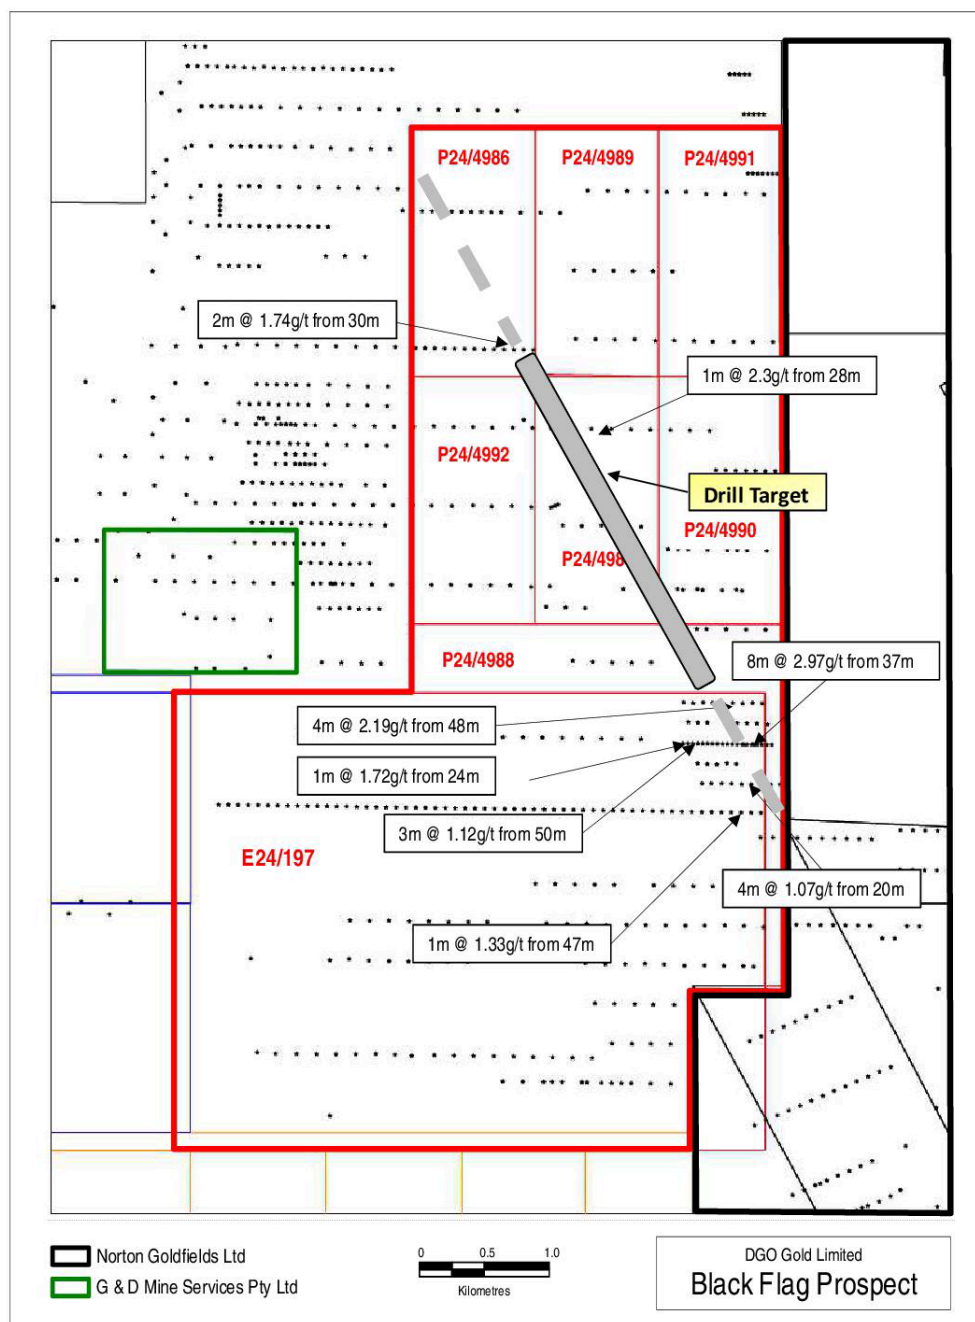 P24/4986
P24/4989
P24/4991
2m @ 1.74g/t from 30m
1m @ 2.3g/t from 28m
P24/4992
Drill Target
P24/4990
P24/498
P24/4988
8m @ 2.97g/t from 37m
4m @ 2.19g/t from 48m
1m @ 1.72g/t from 24m
3m @ 1.12g/t from 50m
E24/197
4m @ 1.07g/t from 20m
1m @ 1.33g/t from 47m
Norton Goldfields Ltd
G & D Mine Services Pty Ltd
0 0.5 1.0
Kilometres
DGO Gold Limited
Black Flag Prospect